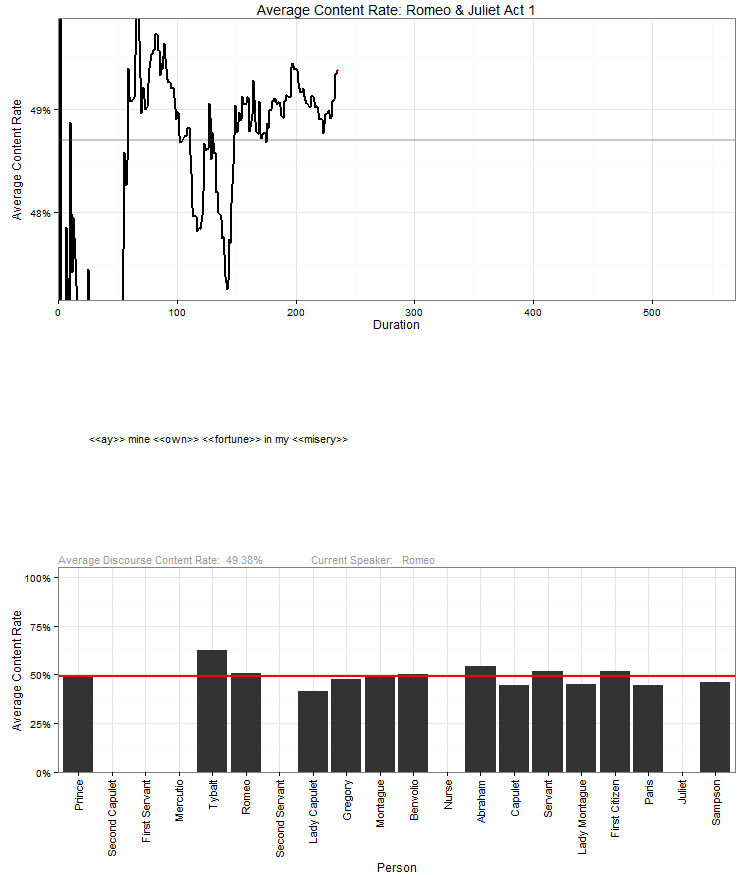 Average Content Rate: Romeo & Juliet Act 1
Average Content Rate
49%
48%
0 100 200 300 400 500
Duration
<<ay>> mine <<own>> <<fortune>> in my <<misery>>
Average Discourse Content Rate: 49.38% Current Speaker: Romeo
Average Content Rate
100%
75%
50%
25%
0%
Prince
Second Capulet
First Servant
Mercutio
Tybalt
Romeo
Second Servant
Lady Capulet
Gregory
Montague
Benvolio
Nurse
Abraham
Capulet
Servant
Lady Montague
First Citizen
Paris
Juliet
Sampson
Person